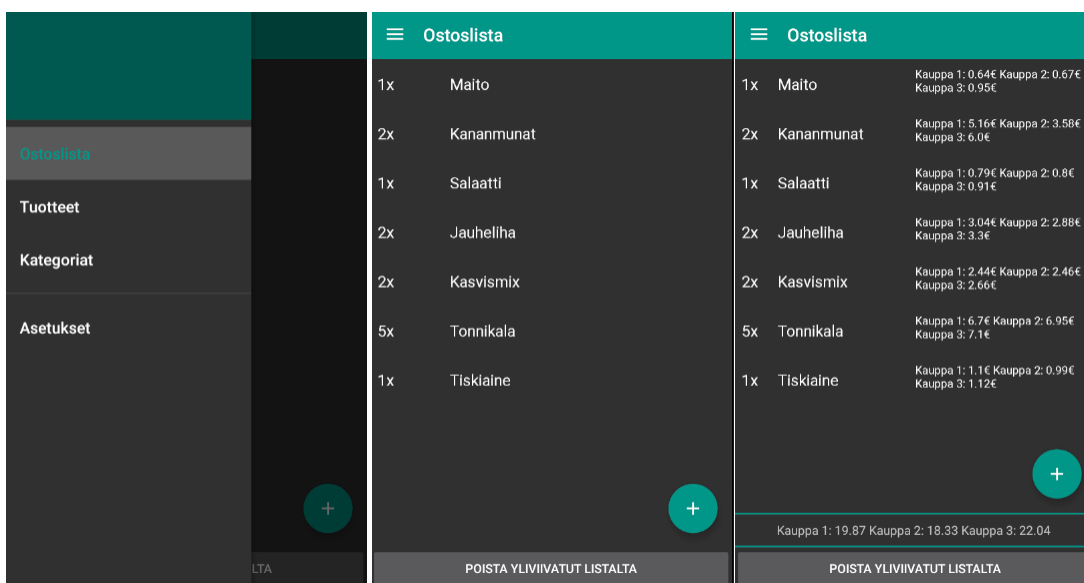 Ostoslista
Tuotteet
Kategoriat
Asetukset
+
LTA
Ostoslista
1x Maito
2x Kananmunat
1x Salaatti
2x Jauheliha
2x Kasvismix
5x Tonnikala
1x Tiskiaine
+
POISTA YLIVIIVATUT LISTALTA
Ostoslista
1x Maito Kauppa 1: 0.64€ Kauppa 2: 0.67€
Kauppa 3: 0.95€
2x Kananmunat Kauppa 1: 5.16€ Kauppa 2: 3.58€
Kauppa 3: 6.0€
1x Salaatti Kauppa 1: 0.79€ Kauppa 2: 0.8€
Kauppa 3: 0.91€
2x Jauheliha Kauppa 1: 3.04€ Kauppa 2: 2.88€
Kauppa 3: 3.3€
2x Kasvismix Kauppa 1: 2.44€ Kauppa 2: 2.46€
Kauppa 3: 2.66€
5x Tonnikala Kauppa 1: 6.7€ Kauppa 2: 6.95€
Kauppa 3: 7.1€
1x Tiskiaine Kauppa 1: 1.1€ Kauppa 2: 0.99€
Kauppa 3: 1.12€
+
Kauppa 1: 19.87 Kauppa 2: 18.33 Kauppa 3: 22.04
POISTA YLIVIIVATUT LISTALTA